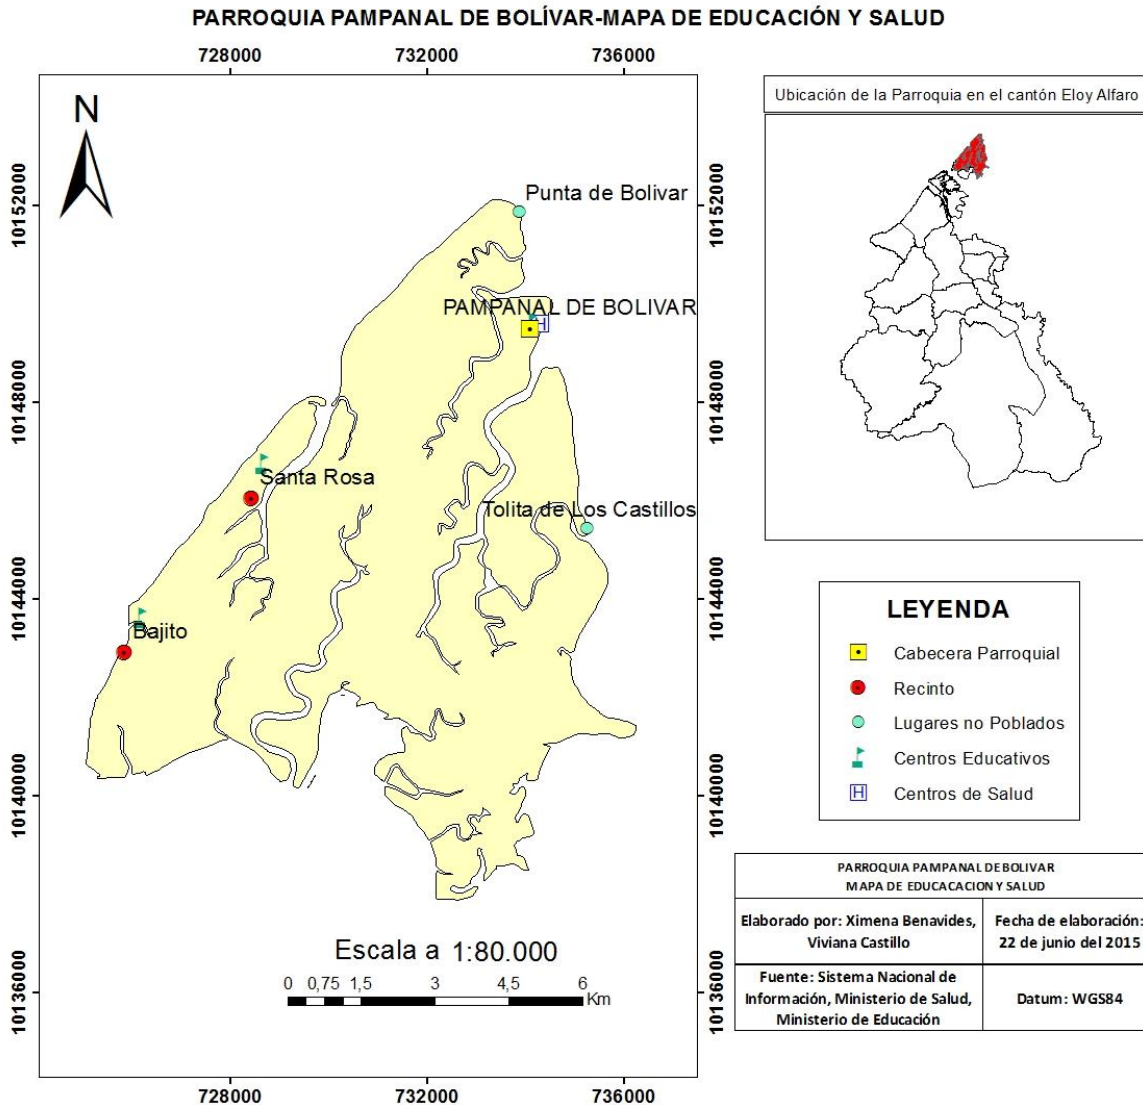 PARROQUIA PAMPANAL DE BOLÍVAR-MAPA DE EDUCACIÓN Y SALUD
728000 732000 736000
N
10152000
10148000
10144000
10140000
10136000
Punta de Bolivar
PAMPANAL DE BOLIVAR
H
Santa Rosa
Tolita de Los Castillos
Bajito
Escala a 1:80.000
0 0,75 1,5 3 4,5 6
Km
728000 732000 736000
10152000
10148000
10144000
10140000
10136000
Ubicación de la Parroquia en el cantón Eloy Alfaro
LEYENDA
Cabecera Parroquial
Recinto
Lugares no Poblados
Centros Educativos
H Centros de Salud
PARROQUIA PAMPANAL DE BOLIVAR
MAPA DE EDUCACACION Y SALUD
Elaborado por: Ximena Benavides,
Viviana Castillo
Fecha de elaboración:
22 de junio del 2015
Fuente: Sistema Nacional de
Información, Ministerio de Salud,
Ministerio de Educación
Datum: WGS84